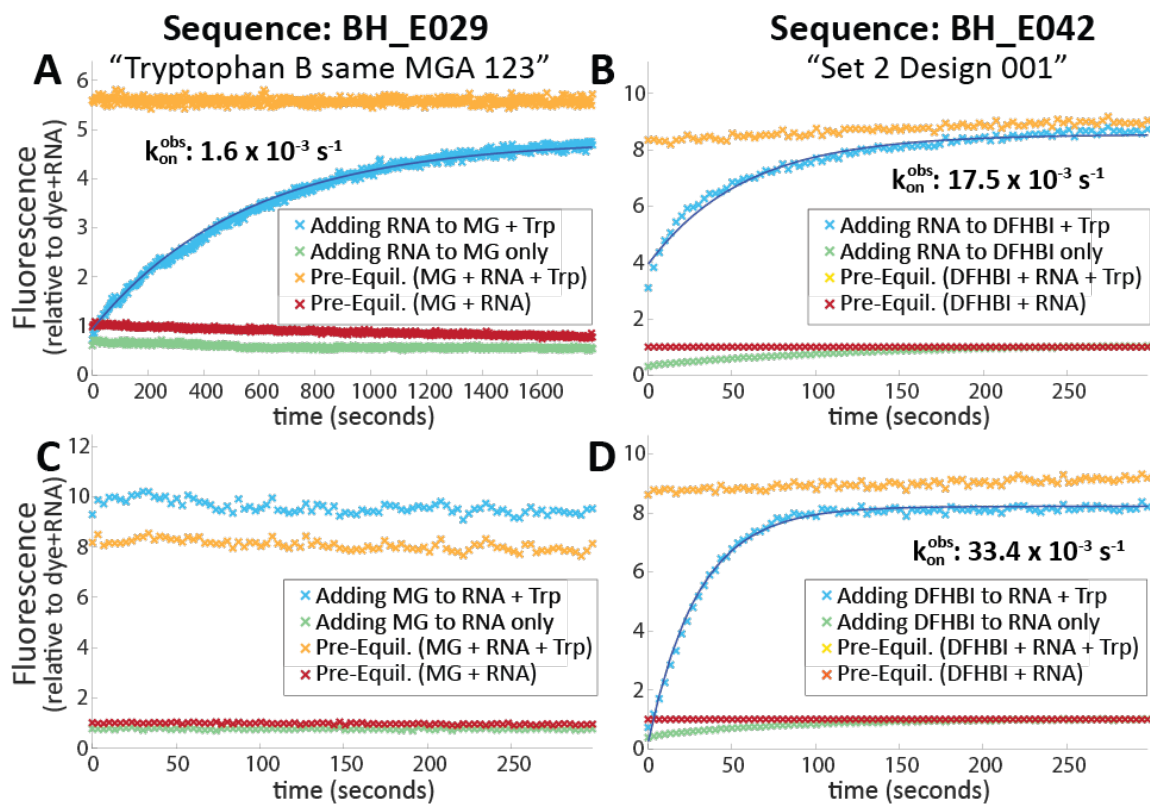 Sequence: BH_E029
"Tryptophan B same MGA 123"
Sequence: BH_E042
"Set 2 Design 001"
A
Fluorescence
(relative to dye+RNA)
6
5
4
3
2
1
0
k_on^obs: 1.6 x 10⁻³ s⁻¹
Adding RNA to MG + Trp
Adding RNA to MG only
Pre-Equil. (MG + RNA + Trp)
Pre-Equil. (MG + RNA)
0 200 400 600 800 1000 1200 1400 1600
time (seconds)
B
10
8
6
4
2
0
k_on^obs: 17.5 x 10⁻³ s⁻¹
Adding RNA to DFHBI + Trp
Adding RNA to DFHBI only
Pre-Equil. (DFHBI + RNA + Trp)
Pre-Equil. (DFHBI + RNA)
0 50 100 150 200 250
time (seconds)
C
Fluorescence
(relative to dye+RNA)
12
10
8
6
4
2
0
Adding MG to RNA + Trp
Adding MG to RNA only
Pre-Equil. (MG + RNA + Trp)
Pre-Equil. (MG + RNA)
0 50 100 150 200 250
time (seconds)
D
10
8
6
4
2
0
k_on^obs: 33.4 x 10⁻³ s⁻¹
Adding DFHBI to RNA + Trp
Adding DFHBI to RNA only
Pre-Equil. (DFHBI + RNA + Trp)
Pre-Equil. (DFHBI + RNA)
0 50 100 150 200 250
time (seconds)